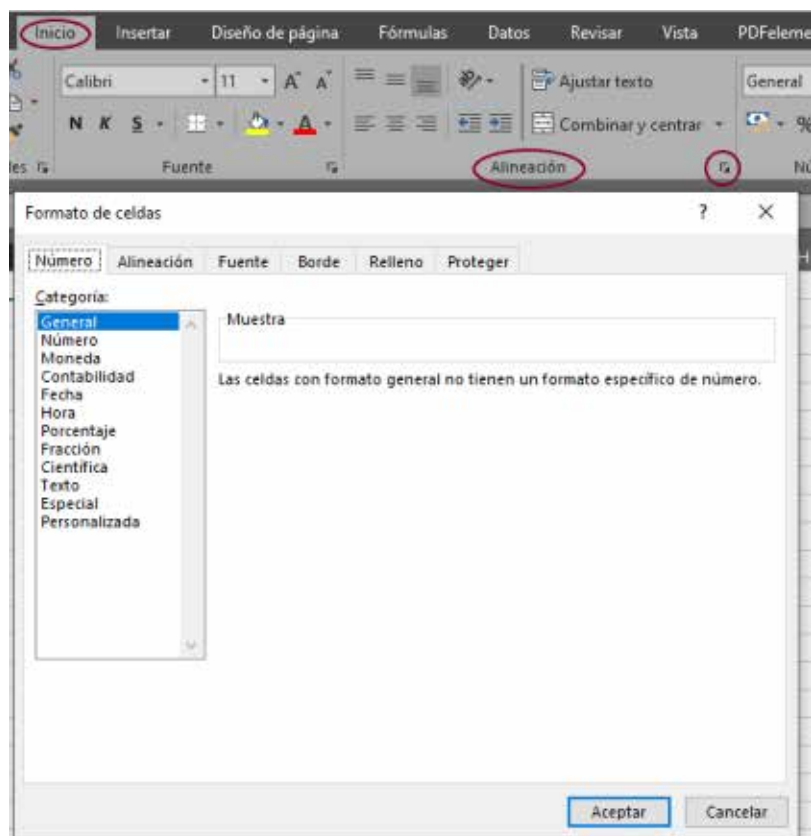 Inicio Insertar Diseño de página Fórmulas Datos Revisar Vista PDFeleme
Calibri 11 A A Ajustar texto General
N K S A Combinar y centrar %
les Fuente Alineación Nú
Formato de celdas ? X
H
Número Alineación Fuente Borde Relleno Proteger
Categoría:
General
Número
Moneda
Contabilidad
Fecha
Hora
Porcentaje
Fracción
Científica
Texto
Especial
Personalizada
Muestra
Las celdas con formato general no tienen un formato específico de número.
Aceptar Cancelar